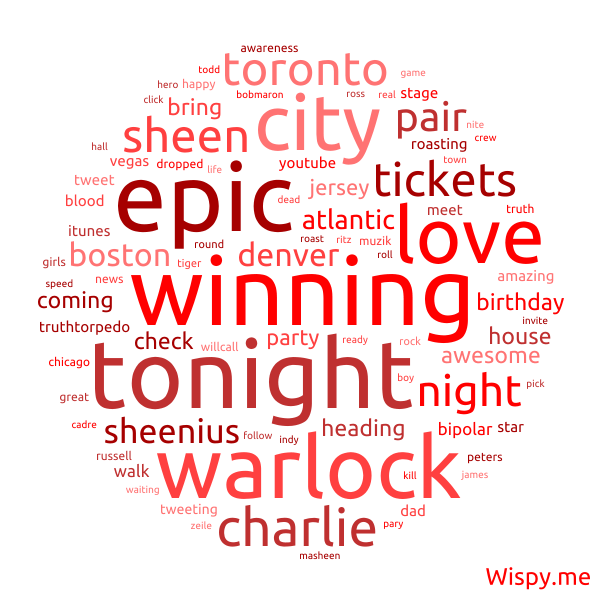 awareness
todd toronto game
hero happy bobmaron ross real stage
click bring city pair nite
hall sheen roasting crew
vegas dropped youtube town
tweet life epic dead jersey tickets
blood atlantic meet truth
itunes round roast ritz muzik love
girls boston tiger denver roll amazing
speed news winning
coming birthday
truthtorpedo check willcall party ready rock house invite
chicago tonight awesome
great boy night pick
cadre sheenius follow indy heading bipolar star
russell warlock peters
walk kill james
waiting tweeting charlie dad
zeile pary
masheen
Wispy.me